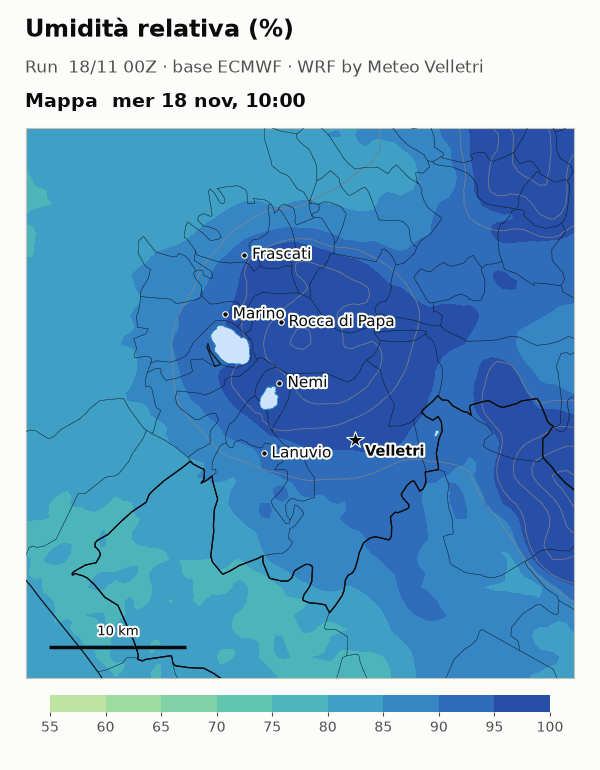 Umidità relativa (%)
Run  18/11 00Z · base ECMWF · WRF by Meteo Velletri
Mappa  mer 18 nov, 10:00
Frascati
Marino
Rocca di Papa
Nemi
Velletri
Lanuvio
10 km
55 60 65 70 75 80 85 90 95 100